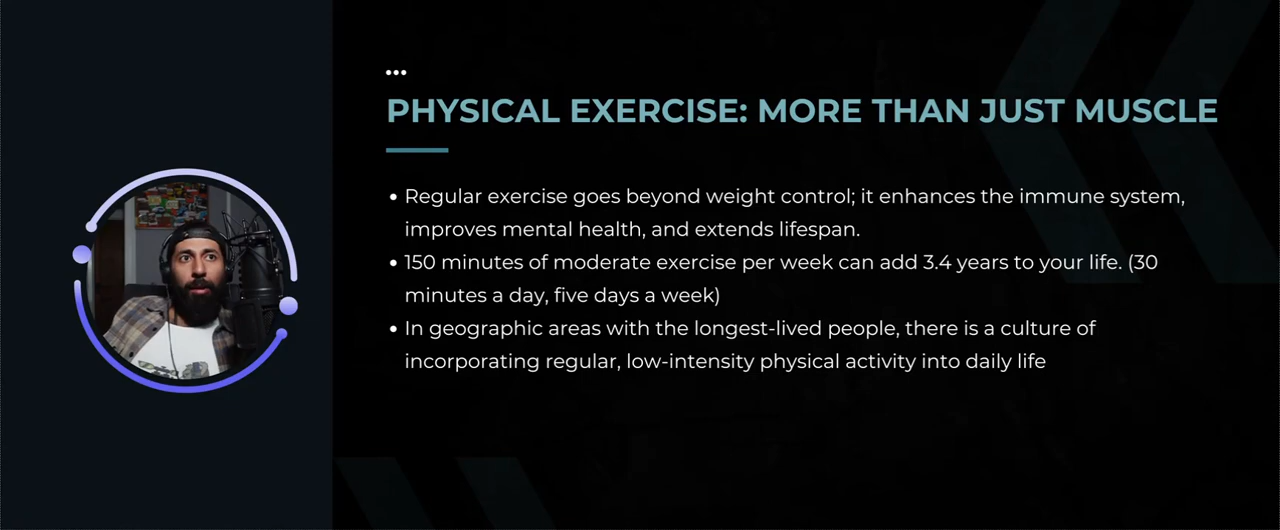 PHYSICAL EXERCISE: MORE THAN JUST MUSCLE
• Regular exercise goes beyond weight control; it enhances the immune system,
improves mental health, and extends lifespan.
• 150 minutes of moderate exercise per week can add 3.4 years to your life. (30
minutes a day, five days a week)
• In geographic areas with the longest-lived people, there is a culture of
incorporating regular, low-intensity physical activity into daily life